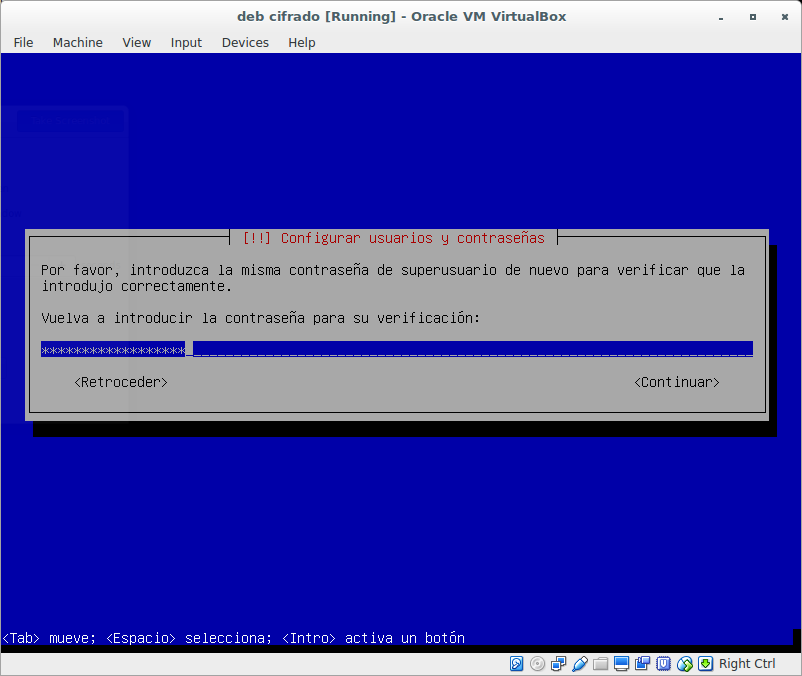 deb cifrado [Running] - Oracle VM VirtualBox
File Machine View Input Devices Help
[!!] Configurar usuarios y contraseñas
Por favor, introduzca la misma contraseña de superusuario de nuevo para verificar que la
introdujo correctamente.
Vuelva a introducir la contraseña para su verificación:
******************
<Retroceder> <Continuar>
<Tab> mueve; <Espacio> selecciona; <Intro> activa un botón
Right Ctrl